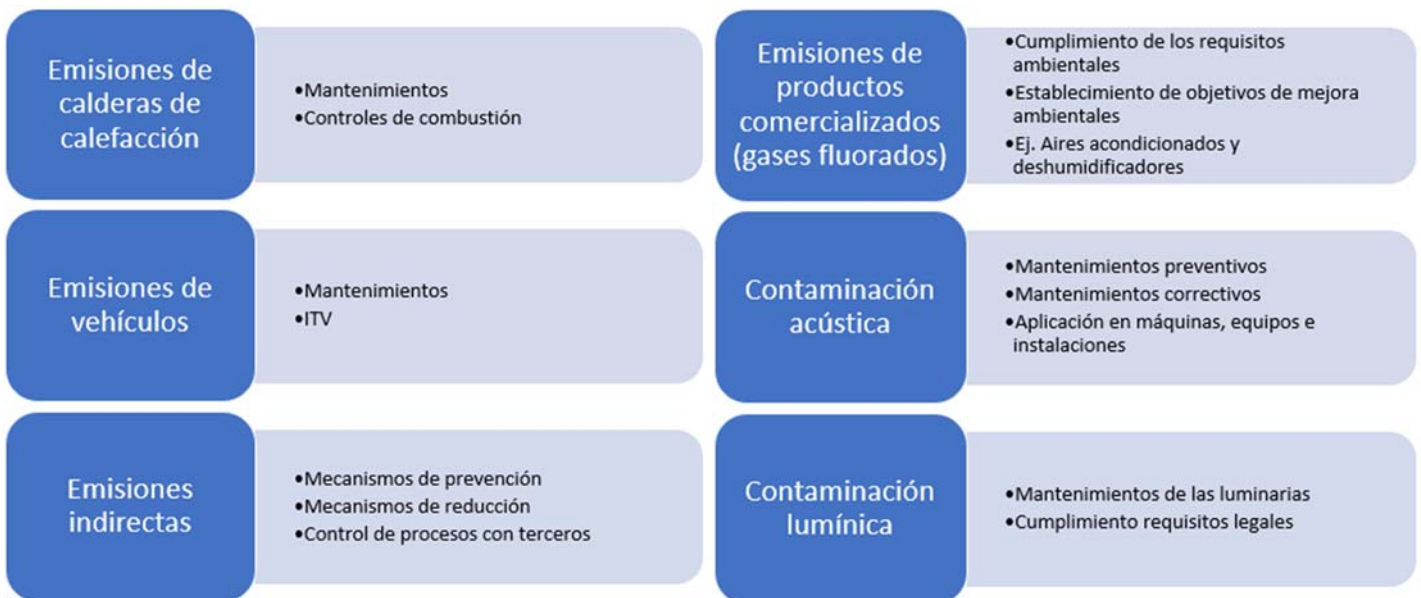 Emisiones de
calderas de
calefacción
•Mantenimientos
•Controles de combustión
Emisiones de
productos
comercializados
(gases fluorados)
•Cumplimiento de los requisitos
ambientales
•Establecimiento de objetivos de mejora
ambientales
•Ej. Aires acondicionados y
deshumidificadores
Emisiones de
vehículos
•Mantenimientos
•ITV
Contaminación
acústica
•Mantenimientos preventivos
•Mantenimientos correctivos
•Aplicación en máquinas, equipos e
instalaciones
Emisiones
indirectas
•Mecanismos de prevención
•Mecanismos de reducción
•Control de procesos con terceros
Contaminación
lumínica
•Mantenimientos de las luminarias
•Cumplimiento requisitos legales